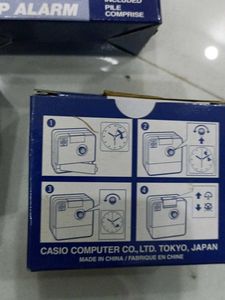 INCLUDED
PILE
COMPRISE
P ALARM
1
2
3
4
CASIO COMPUTER CO., LTD. TOKYO, JAPAN
MADE IN CHINA / FABRIQUE EN CHINE